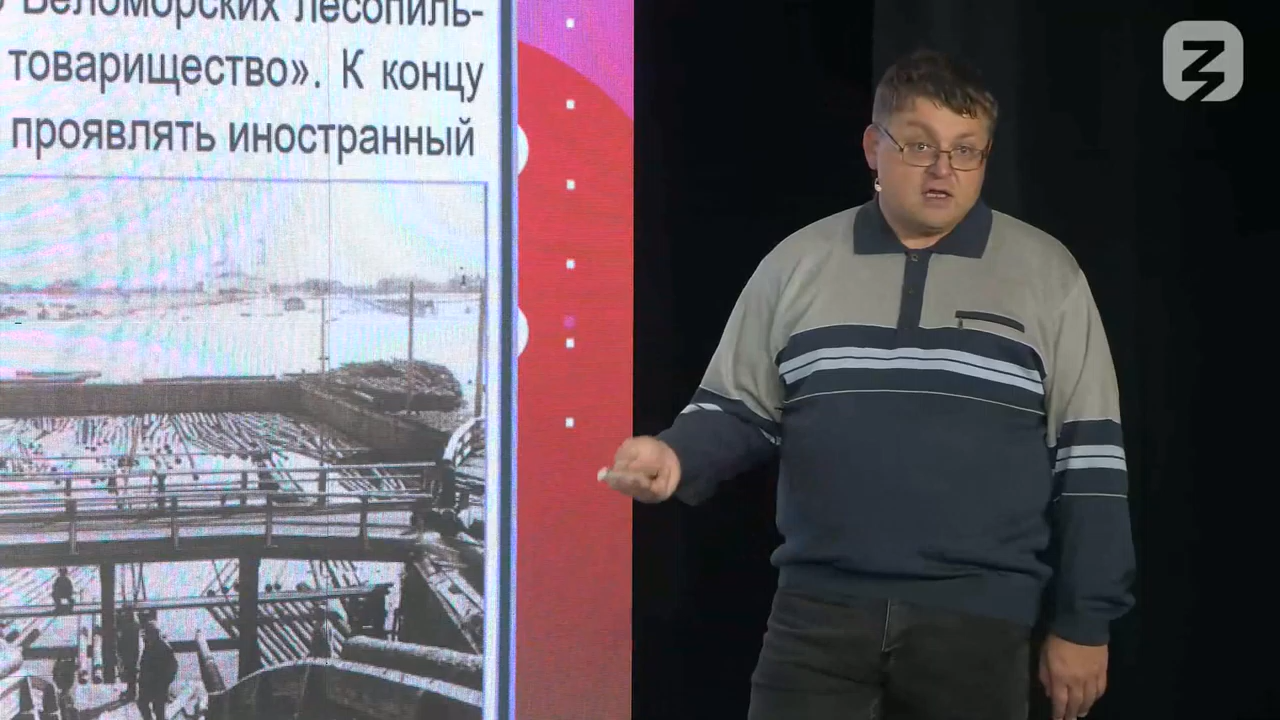 Беломорских Лесопиль-
товарищество». К концу
проявлять иностранный